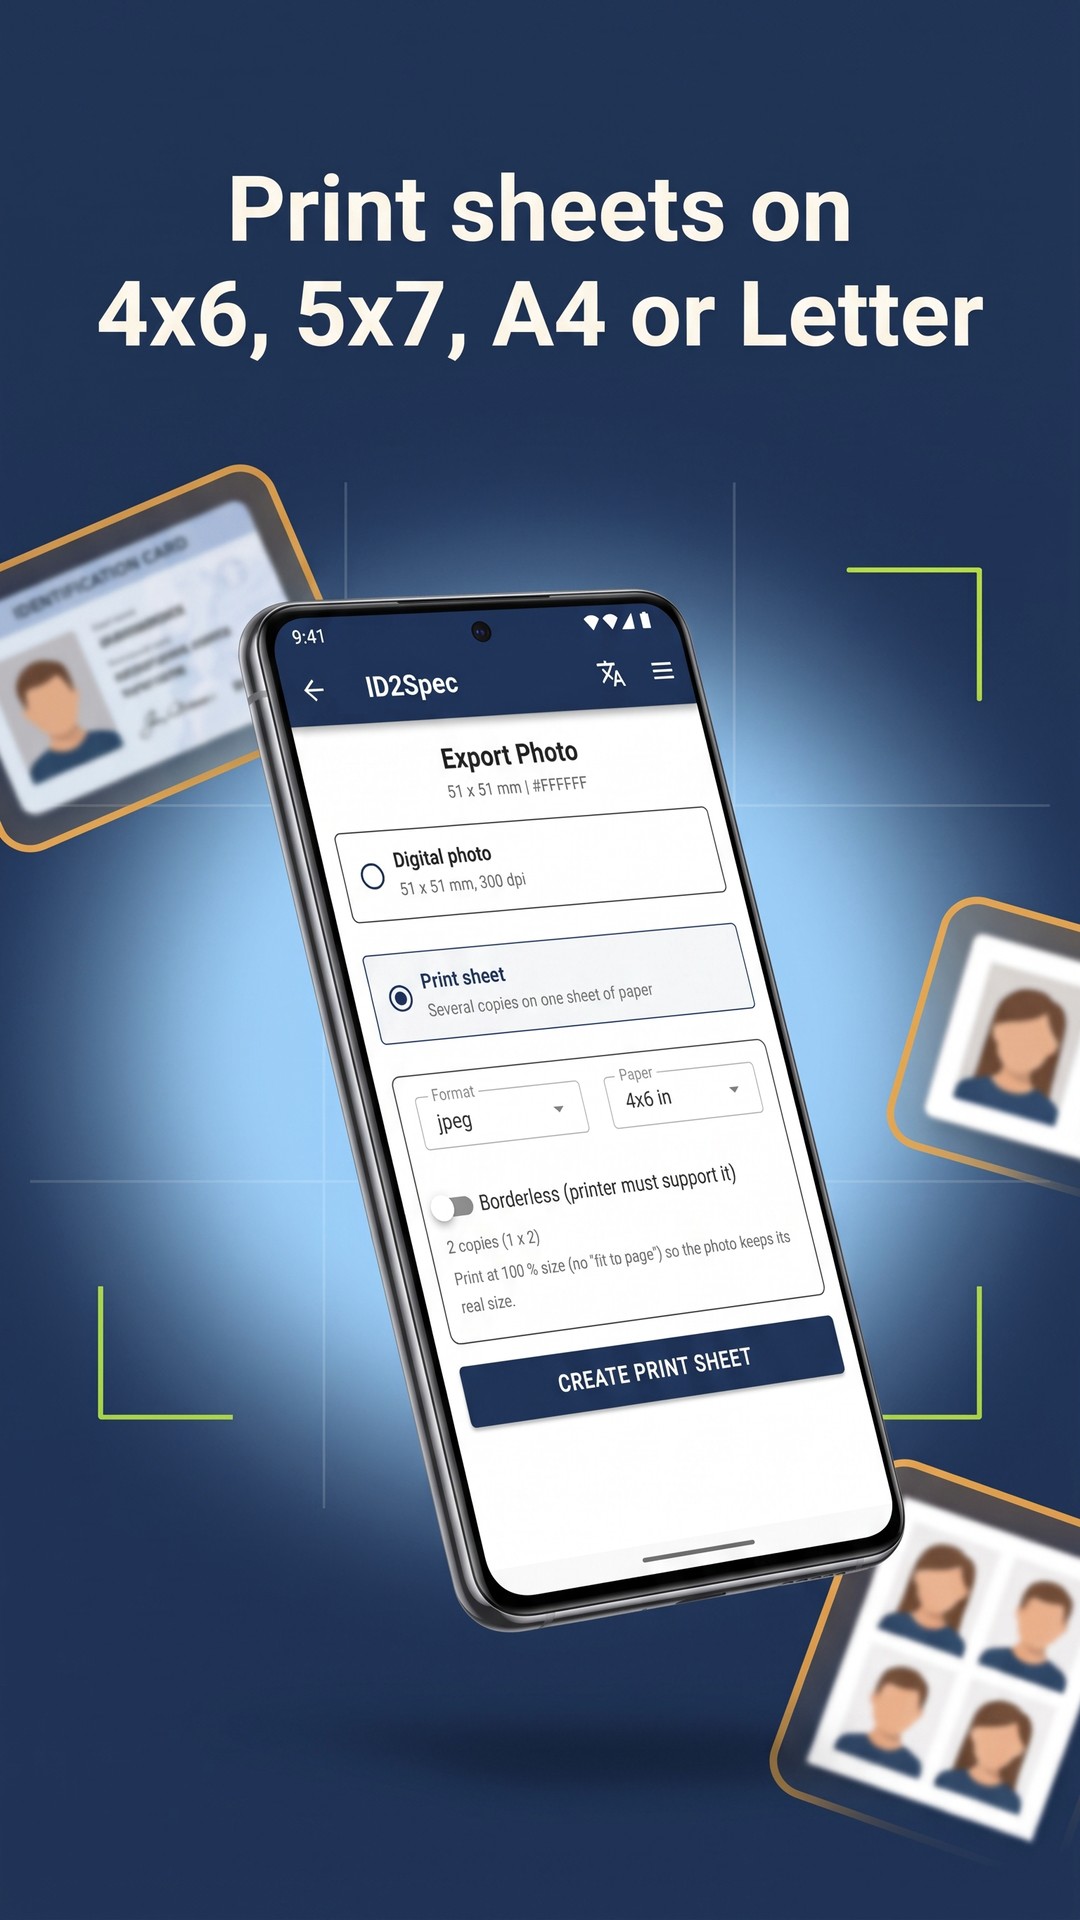 Print sheets on
4x6, 5x7, A4 or Letter
IDENTIFICATION CARD
9:41
ID2Spec
Export Photo
51 x 51 mm | #FFFFFF
Digital photo
51 x 51 mm, 300 dpi
Print sheet
Several copies on one sheet of paper
Format
jpeg
Paper
4x6 in
Borderless (printer must support it)
2 copies (1 x 2)
Print at 100 % size (no "fit to page") so the photo keeps its
real size.
CREATE PRINT SHEET